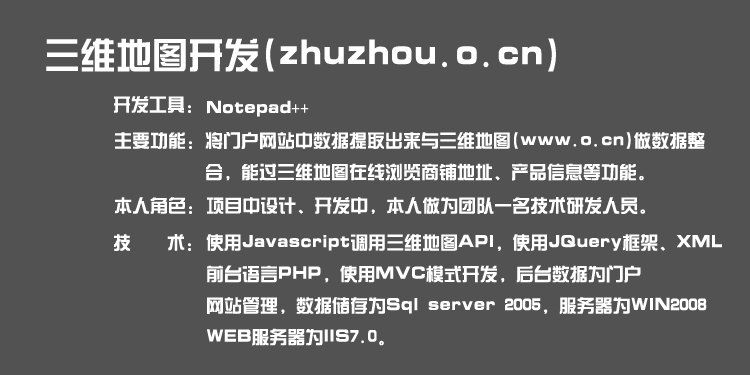 三维地图开发(zhuzhou.o.cn)
开发工具：Notepad++
主要功能：将门户网站中数据提取出来与三维地图(www.o.cn)做数据整
合，能过三维地图在线浏览商铺地址、产品信息等功能。
本人角色：项目中设计、开发中，本人做为团队一名技术研发人员。
技　　术：使用Javascript调用三维地图API，使用JQuery框架、XML
前台语言PHP，使用MVC模式开发，后台数据为门户
网站管理，数据储存为Sql server 2005，服务器为WIN2008
WEB服务器为IIS7.0。